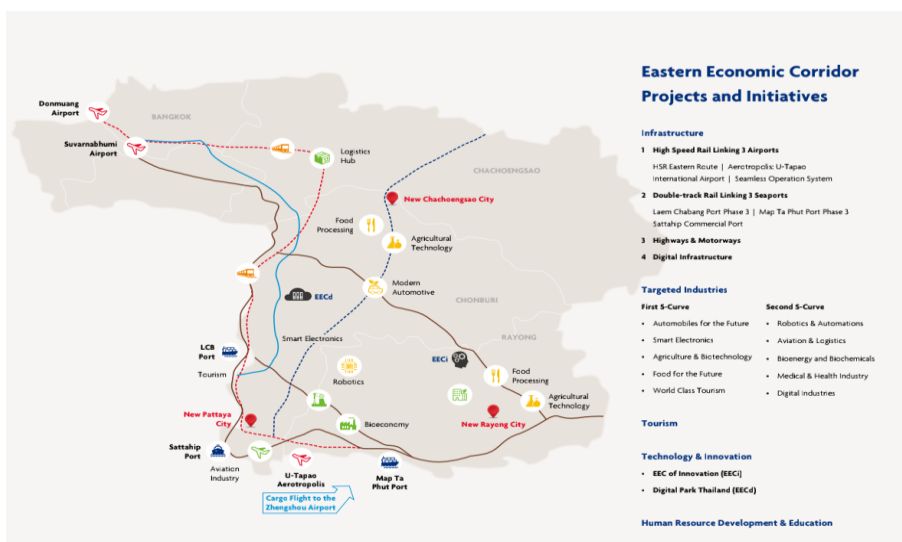 Eastern Economic Corridor
Projects and Initiatives
Donmuang
Airport
BANGKOK
Suvarnabhumi
Airport
Logistics
Hub
CHACHOENGSAO
New Chachoengsao City
Food
Processing
Agricultural
Technology
Modern
Automotive
EECd
CHONBURI
Smart Electronics
RAYONG
LCB
Port
EECi
Tourism
Robotics
Food
Processing
Agricultural
Technology
New Pattaya
City
Bioeconomy
New Rayong City
Sattahip
Port
Aviation
Industry
U-Tapao
Aerotropolis
Map Ta
Phut Port
Cargo Flight to the
Zhengzhou Airport
Infrastructure
1 High Speed Rail Linking 3 Airports
HSR Eastern Route | Aerotropolis: U-Tapao
International Airport | Seamless Operation System
2 Double-track Rail Linking 3 Seaports
Laem Chabang Port Phase 3 | Map Ta Phut Port Phase 3
Sattahip Commercial Port
3 Highways & Motorways
4 Digital Infrastructure
Targeted Industries
First S-Curve
• Automobiles for the Future
• Smart Electronics
• Agriculture & Biotechnology
• Food for the Future
• World Class Tourism
Second S-Curve
• Robotics & Automations
• Aviation & Logistics
• Bioenergy and Biochemicals
• Medical & Health Industry
• Digital Industries
Tourism
Technology & Innovation
• EEC of Innovation (EECi)
• Digital Park Thailand (EECd)
Human Resource Development & Education